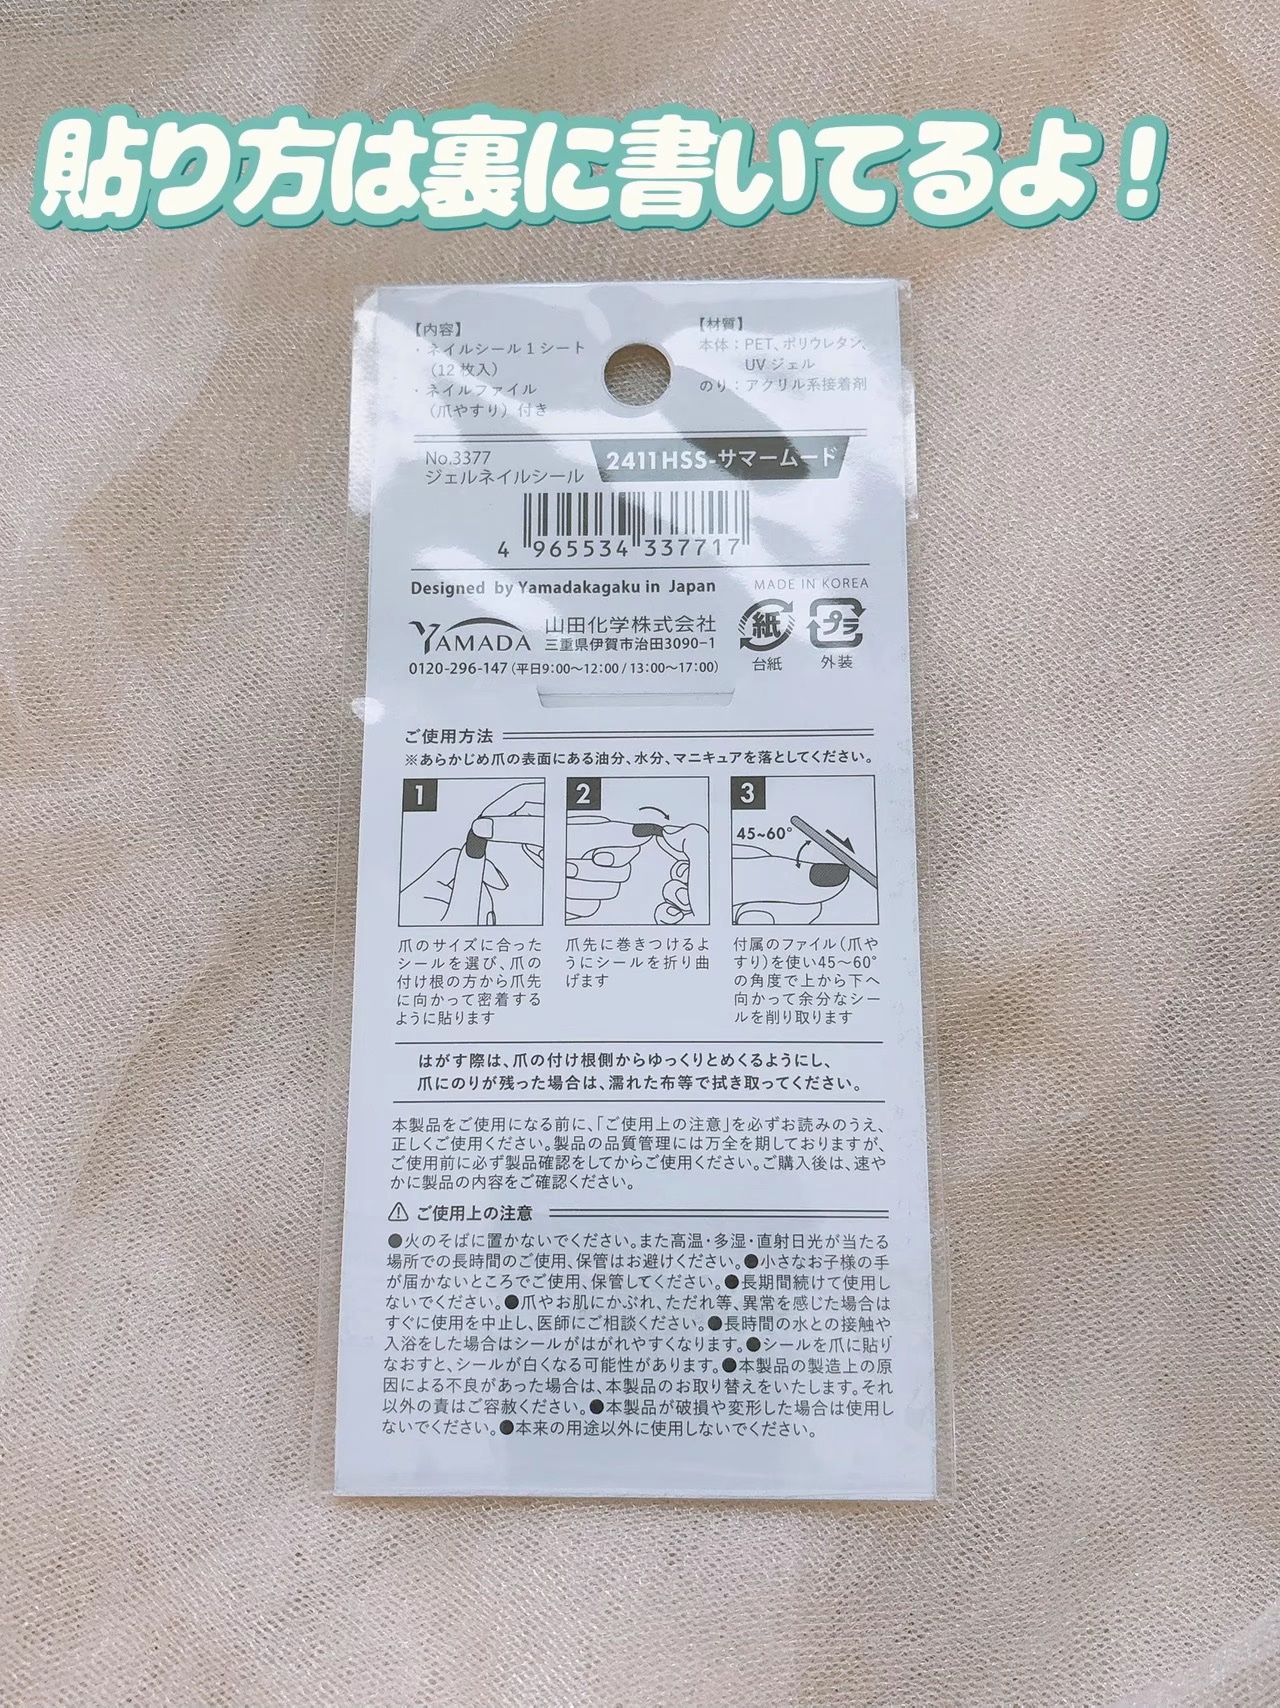 貼り方は裏に書いてるよ！
【内容】
・ネイルシール1シート
（12枚入）
・ネイルファイル
（爪やすり）付き
【材質】
本体：PET、ポリウレタン、
UVジェル
のり：アクリル系接着剤
No.3377
ジェルネイルシール
2411HSS-サマームード
4 965534 337717
Designed by Yamadakagaku in Japan
MADE IN KOREA
YAMADA
山田化学株式会社
三重県伊賀市治田3090-1
0120-296-147（平日9:00〜12:00 / 13:00〜17:00）
紙
台紙
プラ
外装
ご使用方法
※あらかじめ爪の表面にある油分、水分、マニキュアを落としてください。
1
爪のサイズに合った
シールを選び、爪の
付け根の方から爪先
に向かって密着する
ように貼ります
2
爪先に巻きつけるよ
うにシールを折り曲
げます
3
45~60°
付属のファイル（爪や
すり）を使い45〜60°
の角度で上から下へ
向かって余分なシー
ルを削り取ります
はがす際は、爪の付け根側からゆっくりとめくるようにし、
爪にのりが残った場合は、濡れた布等で拭き取ってください。
本製品をご使用になる前に、「ご使用上の注意」を必ずお読みのうえ、
正しくご使用ください。製品の品質管理には万全を期しておりますが、
ご使用前に必ず製品確認をしてからご使用ください。ご購入後は、速や
かに製品の内容をご確認ください。
⚠ ご使用上の注意
●火のそばに置かないでください。また高温・多湿・直射日光が当たる
場所での長時間のご使用、保管はお避けください。●小さなお子様の手
が届かないところでご使用、保管してください。●長期間続けて使用し
ないでください。●爪やお肌にかぶれ、ただれ等、異常を感じた場合は
すぐに使用を中止し、医師にご相談ください。●長時間の水との接触や
入浴をした場合はシールがはがれやすくなります。●シールを爪に貼り
なおすと、シールが白くなる可能性があります。●本製品の製造上の原
因による不良があった場合は、本製品のお取り替えをいたします。それ
以外の責はご容赦ください。●本製品が破損や変形した場合は使用し
ないでください。●本来の用途以外に使用しないでください。